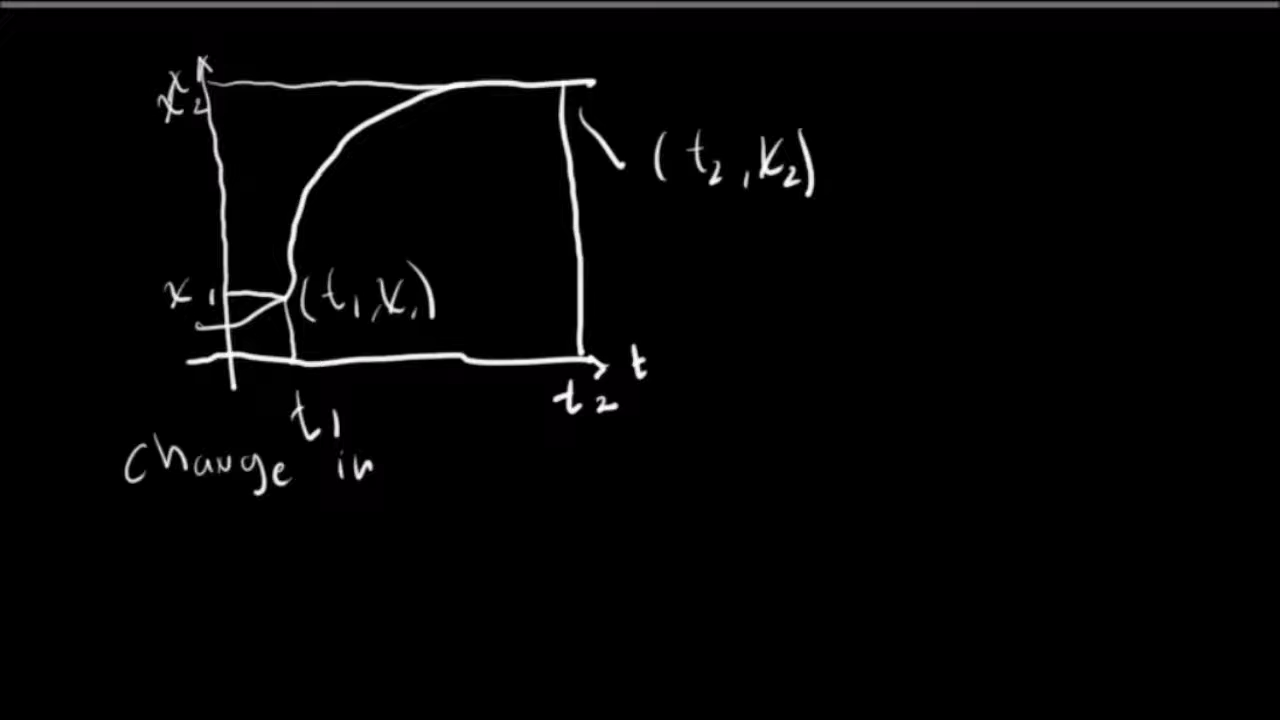 x
x2
(t2, x2)
x1
(t1, x1)
t
t1
t2
Change in